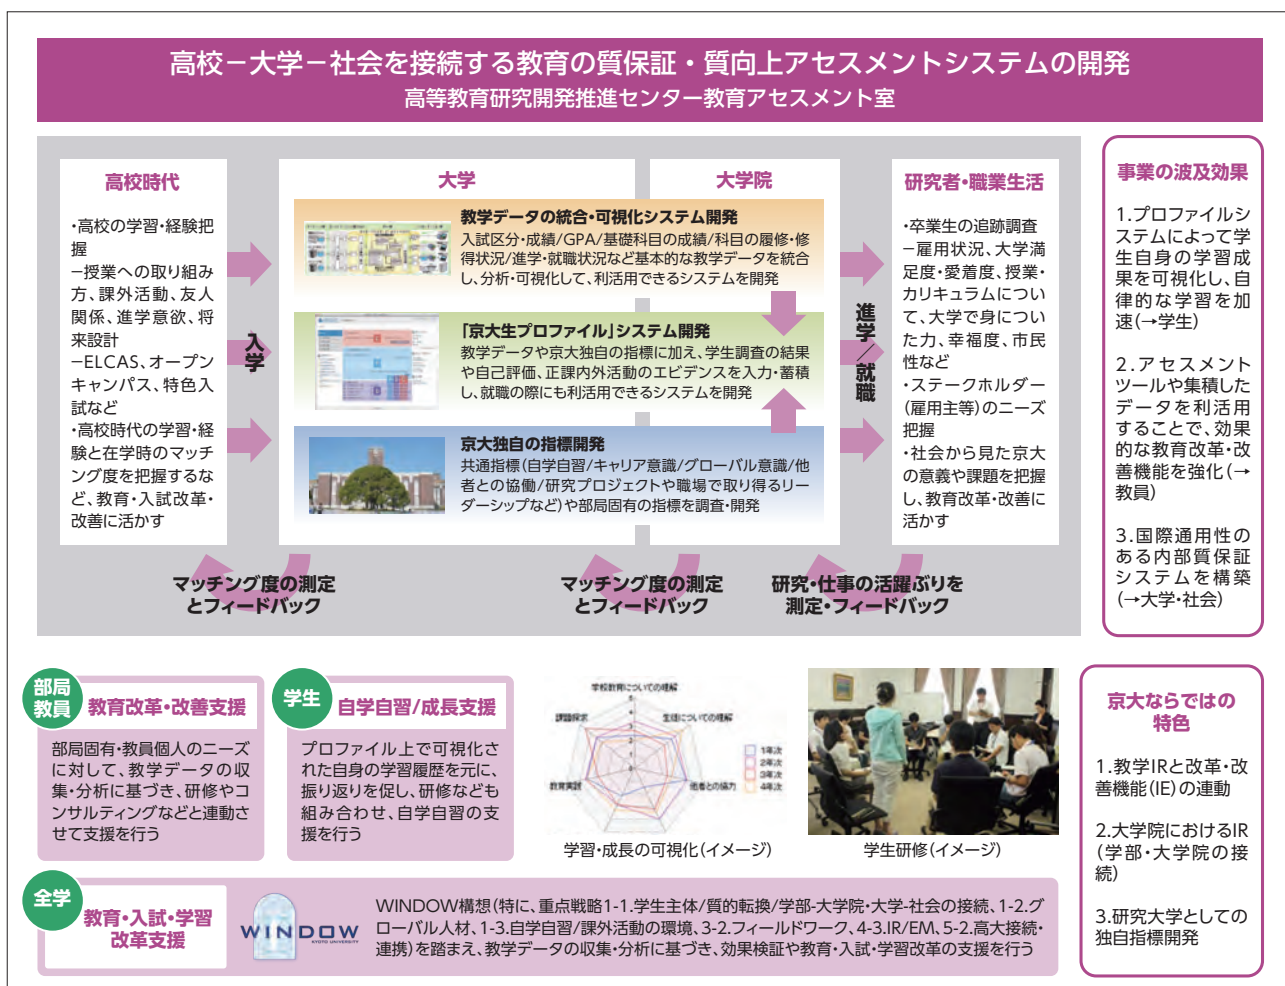 高校－大学－社会を接続する教育の質保証・質向上アセスメントシステムの開発
高等教育研究開発推進センター教育アセスメント室
高校時代
・高校の学習・経験把
握
－授業への取り組み
方、課外活動、友人
関係、進学意欲、将
来設計
－ELCAS、オープン
キャンパス、特色入
試など
・高校時代の学習・経
験と在学時のマッチ
ング度を把握するな
ど、教育・入試改革・
改善に活かす
入学
大学
大学院
教学データの統合・可視化システム開発
入試区分・成績/GPA/基礎科目の成績/科目の履修・修
得状況/進学・就職状況など基本的な教学データを統合
し、分析・可視化して、利活用できるシステムを開発
「京大生プロファイル」システム開発
教学データや京大独自の指標に加え、学生調査の結果
や自己評価、正課内外活動のエビデンスを入力・蓄積
し、就職の際にも利活用できるシステムを開発
京大独自の指標開発
共通指標(自学自習/キャリア意識/グローバル意識/他
者との協働/研究プロジェクトや職場で取り得るリー
ダーシップなど)や部局固有の指標を調査・開発
進学／就職
研究者・職業生活
・卒業生の追跡調査
－雇用状況、大学満
足度・愛着度、授業・
カリキュラムについ
て、大学で身につい
た力、幸福度、市民
性など
・ステークホルダー
(雇用主等)のニーズ
把握
・社会から見た京大
の意義や課題を把握
し、教育改革・改善に
活かす
マッチング度の測定
とフィードバック
マッチング度の測定
とフィードバック
研究・仕事の活躍ぶりを
測定・フィードバック
事業の波及効果
1.プロファイルシ
ステムによって学
生自身の学習成
果を可視化し、自
律的な学習を加
速(→学生)
2.アセスメント
ツールや集積した
データを利活用
することで、効果
的な教育改革・改
善機能を強化(→
教員)
3.国際通用性の
ある内部質保証
システムを構築
(→大学・社会)
部局
教員
教育改革・改善支援
部局固有・教員個人のニーズ
に対して、教学データの収
集・分析に基づき、研修やコ
ンサルティングなどと連動さ
せて支援を行う
学生
自学自習/成長支援
プロファイル上で可視化さ
れた自身の学習履歴を元に、
振り返りを促し、研修なども
組み合わせ、自学自習の支
援を行う
学校教育についての理解
生徒についての理解
他者との協力
教育実践
課題探求
1年次
2年次
3年次
4年次
学習・成長の可視化(イメージ)
学生研修(イメージ)
京大ならではの
特色
1.教学IRと改革・改
善機能(IE)の連動
2.大学院におけるIR
(学部・大学院の接
続)
3.研究大学としての
独自指標開発
全学
教育・入試・学習
改革支援
WINDOW
KYOTO UNIVERSITY
WINDOW構想(特に、重点戦略1-1.学生主体/質的転換/学部-大学院・大学-社会の接続、1-2.グ
ローバル人材、1-3.自学自習/課外活動の環境、3-2.フィールドワーク、4-3.IR/EM、5-2.高大接続・
連携)を踏まえ、教学データの収集・分析に基づき、効果検証や教育・入試・学習改革の支援を行う